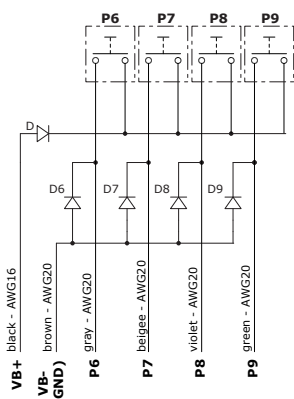 P6 P7 P8 P9
D
D6 D7 D8 D9
black - AWG16
brown - AWG20
gray - AWG20
beigee - AWG20
violet - AWG20
green - AWG20
VB+
VB-
GND)
P6
P7
P8
P9